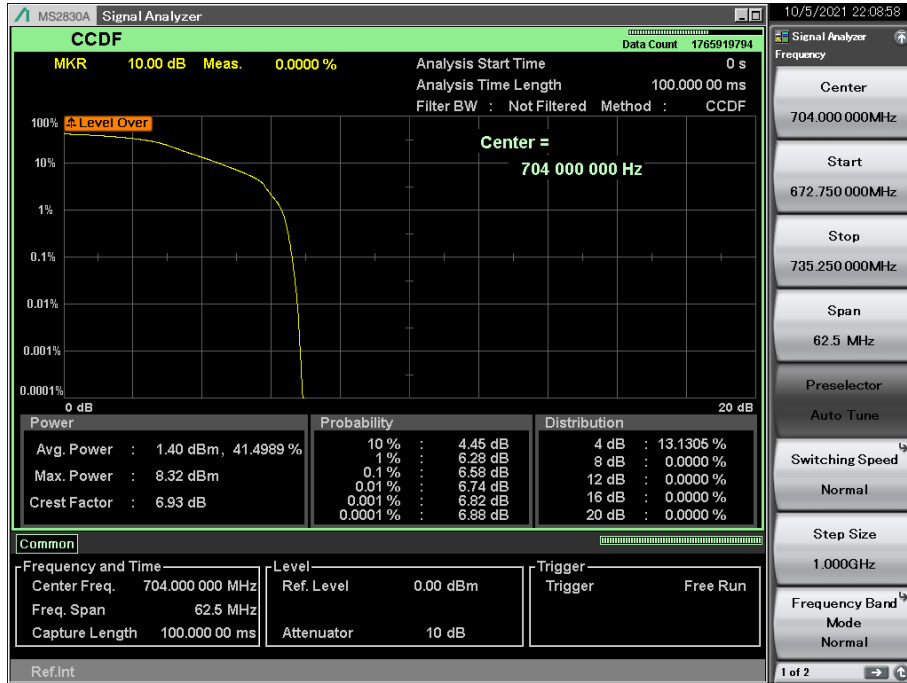 MS2830A Signal Analyzer
10/5/2021 22:08:58
CCDF
Data Count 1765919794
MKR 10.00 dB Meas. 0.0000 %
Analysis Start Time 0 s
Analysis Time Length 100.000 00 ms
Filter BW : Not Filtered Method : CCDF
100%
Level Over
10%
1%
0.1%
0.01%
0.001%
0.0001%
Center =
704 000 000 Hz
0 dB
20 dB
Power
Avg. Power : 1.40 dBm, 41.4989 %
Max. Power : 8.32 dBm
Crest Factor : 6.93 dB
Probability
10 % : 4.45 dB
1 % : 6.28 dB
0.1 % : 6.58 dB
0.01 % : 6.74 dB
0.001 % : 6.82 dB
0.0001 % : 6.88 dB
Distribution
4 dB : 13.1305 %
8 dB : 0.0000 %
12 dB : 0.0000 %
16 dB : 0.0000 %
20 dB : 0.0000 %
Common
Frequency and Time
Center Freq. 704.000 000 MHz
Freq. Span 62.5 MHz
Capture Length 100.000 00 ms
Level
Ref. Level 0.00 dBm
Attenuator 10 dB
Trigger
Trigger Free Run
Ref.Int
Signal Analyzer
Frequency
Center
704.000 000MHz
Start
672.750 000MHz
Stop
735.250 000MHz
Span
62.5 MHz
Preselector
Auto Tune
Switching Speed
Normal
Step Size
1.000GHz
Frequency Band
Mode
Normal
1 of 2